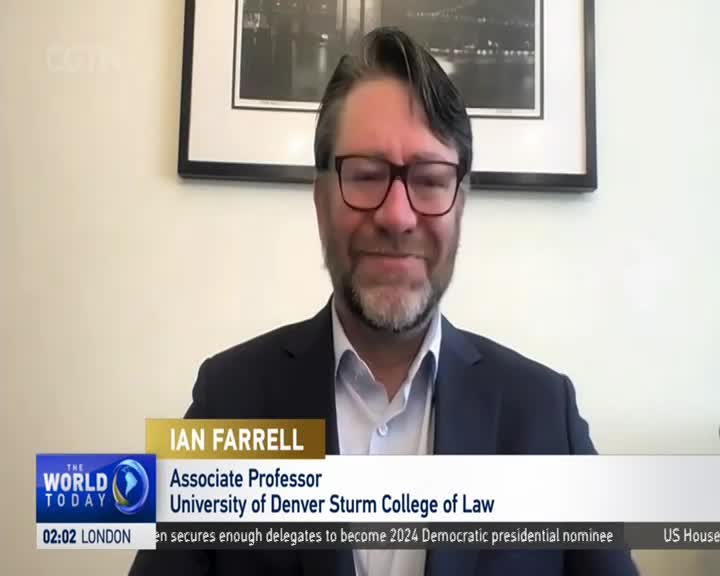 CGTN
IAN FARRELL
Associate Professor
University of Denver Sturm College of Law
THE
WORLD
TODAY
02:02 LONDON
secures enough delegates to become 2024 Democratic presidential nominee
US House